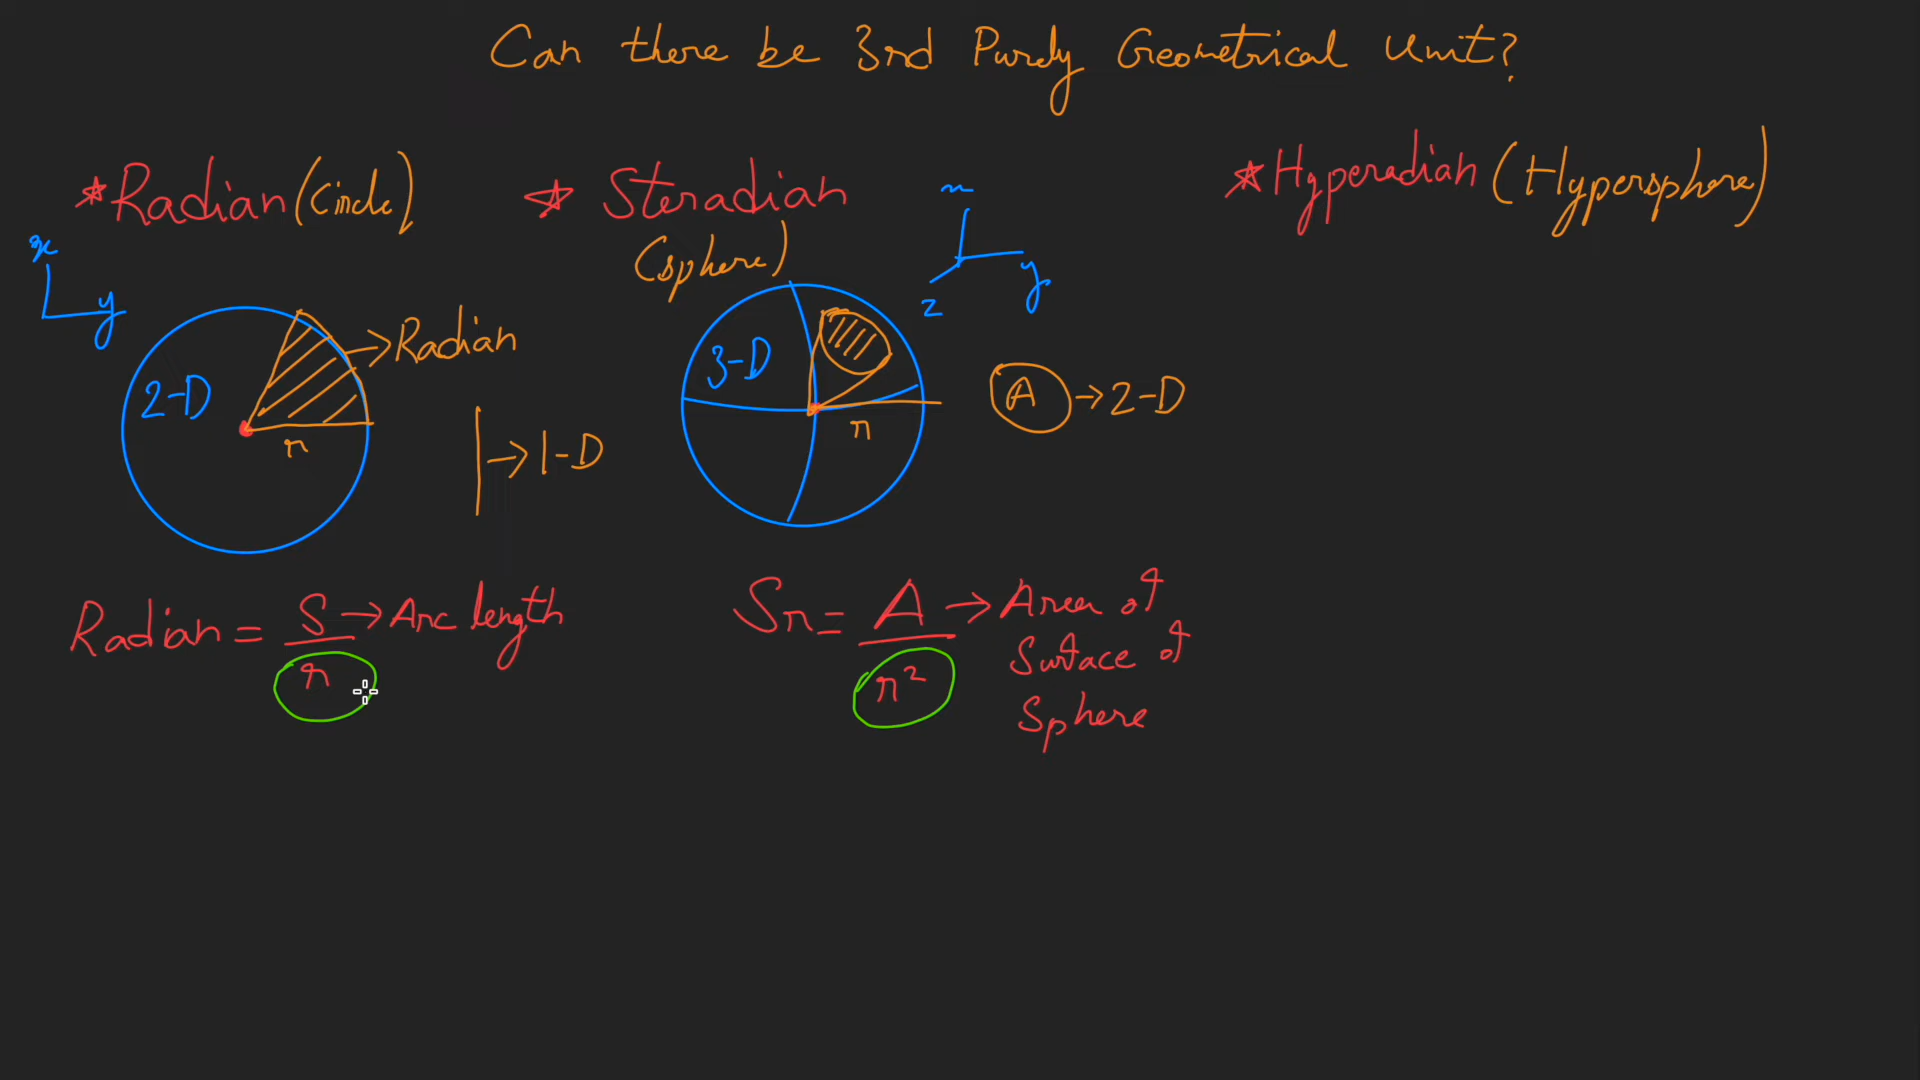 Can there be 3rd Purely Geometrical Unit?
*Radian (Circle)
* Steradian
(sphere)
*Hyperadian (Hypersphere)
x
y
2-D
r
→ Radian
→ 1-D
x
y
z
3-D
r
A → 2-D
Radian = S → Arc length
r
Sr = A → Area of
Surface of
Sphere
r²